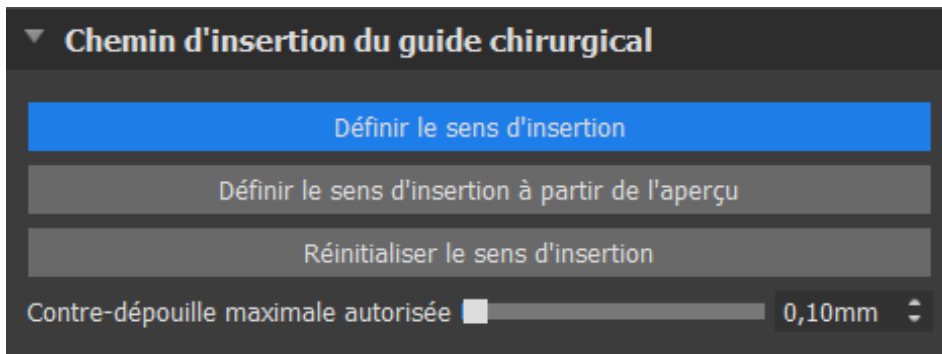 Chemin d'insertion du guide chirurgical
Définir le sens d'insertion
Définir le sens d'insertion à partir de l'aperçu
Réinitialiser le sens d'insertion
Contre-dépouille maximale autorisée 0,10mm